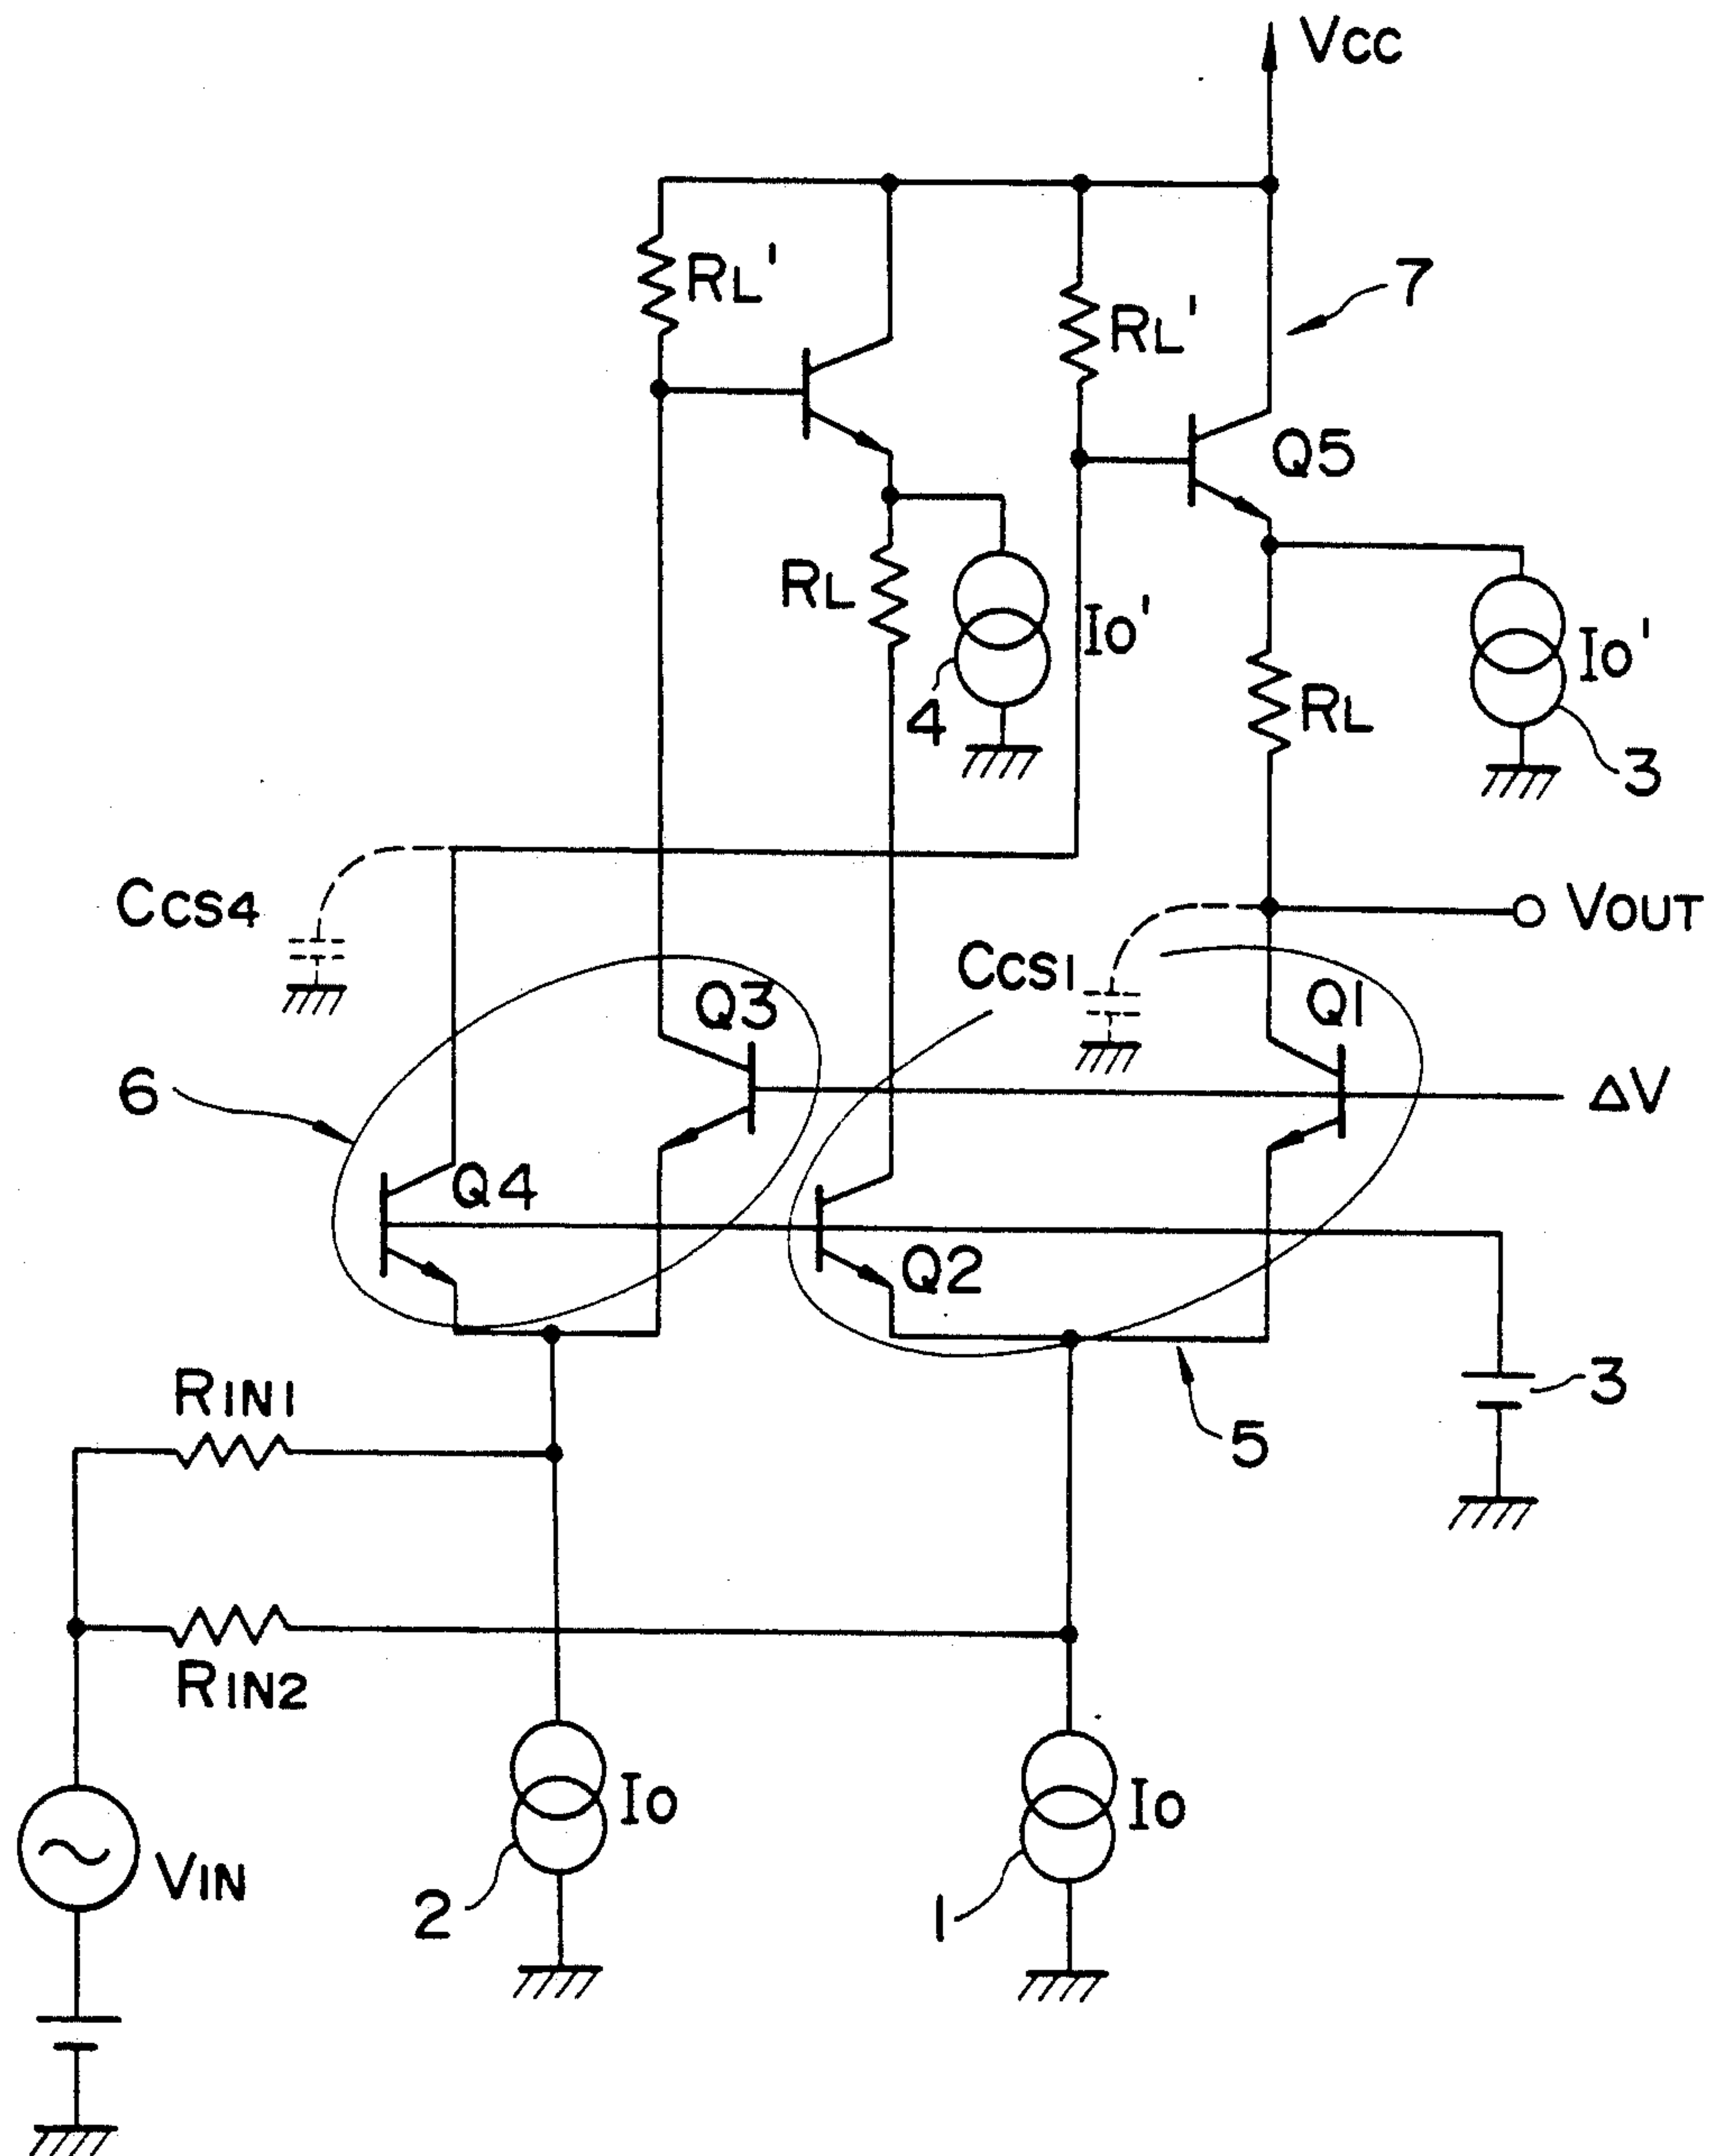 Vcc
RL'
RL'
7
Q5
RL
Io'
Io'
4
RL
3
Ccs4
VOUT
Ccs1
Q3
Q1
6
ΔV
Q4
Q2
RIN1
3
5
RIN2
Io
Io
VIN
2
1